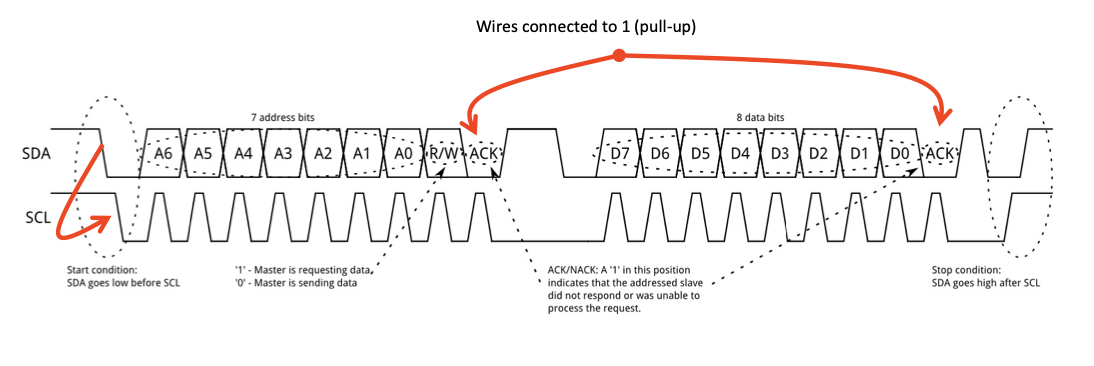 Wires connected to 1 (pull-up)
7 address bits
8 data bits
SDA A6 A5 A4 A3 A2 A1 A0 R/W ACK D7 D6 D5 D4 D3 D2 D1 D0 ACK
SCL
Start condition:
SDA goes low before SCL
'1' - Master is requesting data,
'0' - Master is sending data
ACK/NACK: A '1' in this position
indicates that the addressed slave
did not respond or was unable to
process the request.
Stop condition:
SDA goes high after SCL